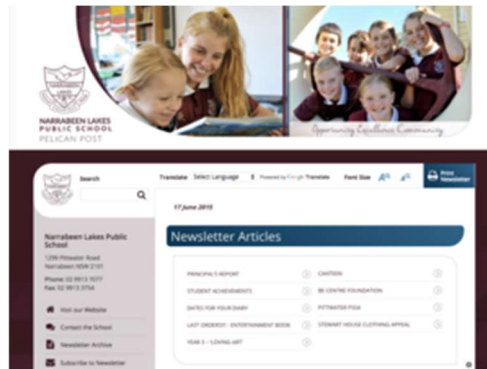 NARRABEEN LAKES
PUBLIC SCHOOL
PELICAN POST
Opportunity Excellence Community
Search
Translate Select Language Powered by Google Translate Font Size
Print Newsletter
17 June 2015
Narrabeen Lakes Public
School
1299 Pittwater Road
Narrabeen NSW 2101
Phone: 02 9913 7077
Fax: 02 9913 3754
Visit our Website
Contact the School
Newsletter Archive
Subscribe to Newsletter
Newsletter Articles
PRINCIPAL'S REPORT
STUDENT ACHIEVEMENTS
DATES FOR YOUR DIARY
LAST ORDERS!! - ENTERTAINMENT BOOK
YEAR 3 - 'LOVING ART'
CANTEEN
BE CENTRE FOUNDATION
PITTWATER PSSA
STEWART HOUSE CLOTHING APPEAL